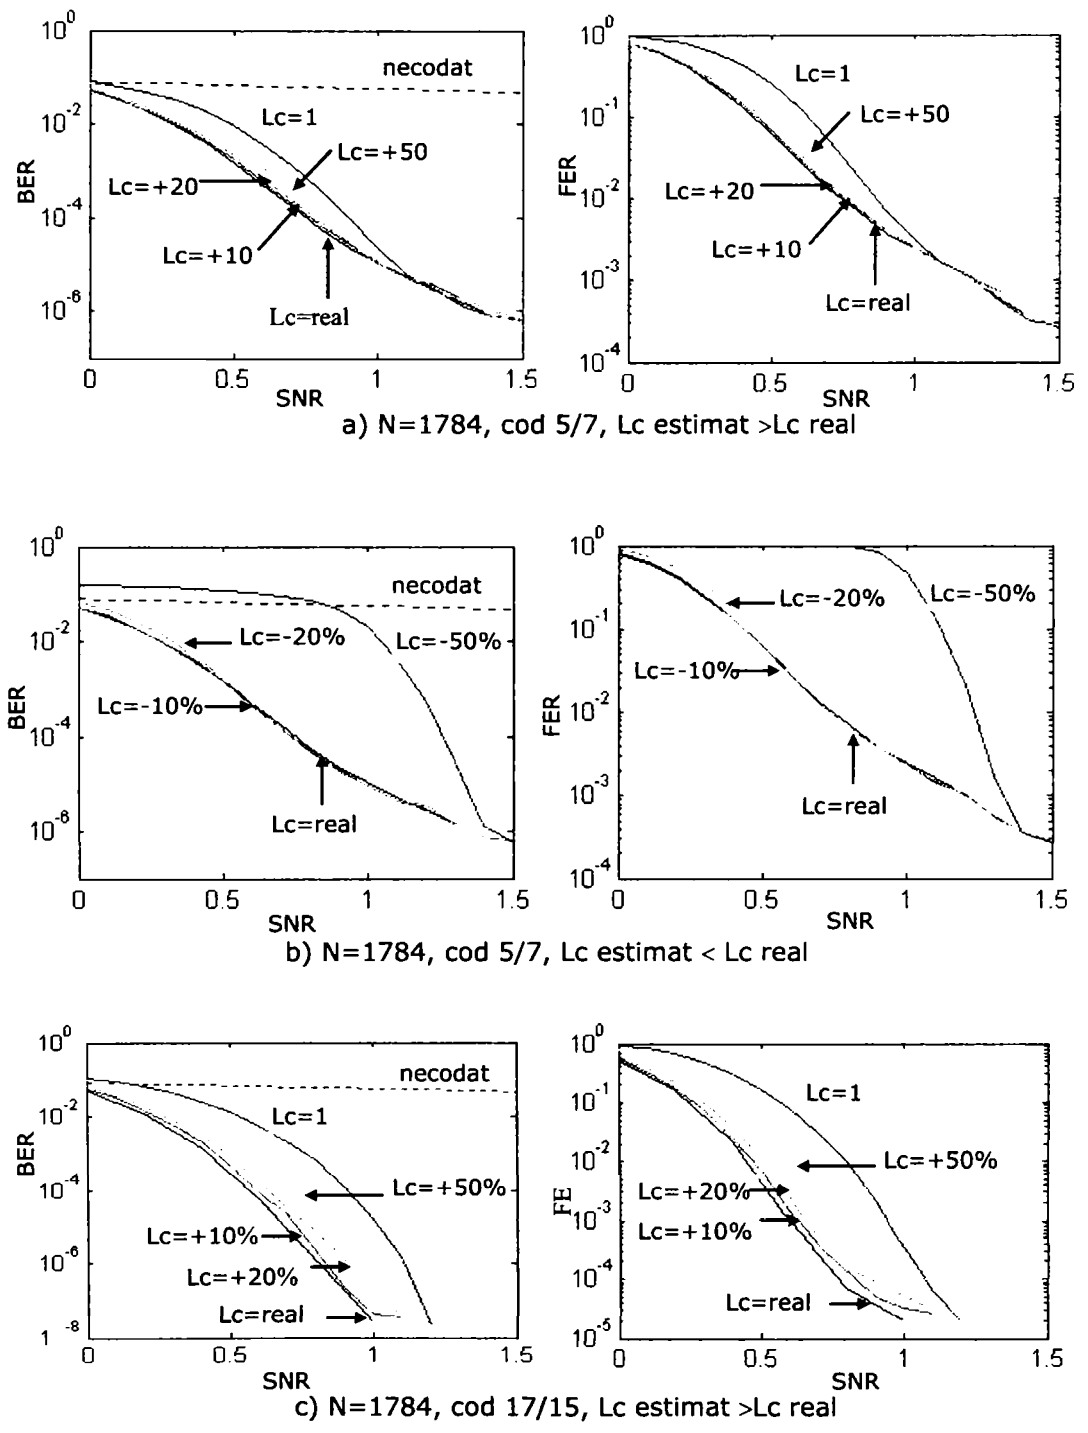 10^0
10^-2
10^-4
10^-6
BER
necodat
Lc=1
Lc=+50
Lc=+20
Lc=+10
Lc=real
0 0.5 1 1.5
SNR
10^0
10^-1
10^-2
10^-3
10^-4
FER
Lc=1
Lc=+50
Lc=+20
Lc=+10
Lc=real
0 0.5 1 1.5
SNR
a) N=1784, cod 5/7, Lc estimat >Lc real
10^0
10^-2
10^-4
10^-6
BER
necodat
Lc=-20%
Lc=-50%
Lc=-10%
Lc=real
0 0.5 1 1.5
SNR
10^0
10^-1
10^-2
10^-3
10^-4
FER
Lc=-20%
Lc=-50%
Lc=-10%
Lc=real
0 0.5 1 1.5
SNR
b) N=1784, cod 5/7, Lc estimat < Lc real
10^0
10^-2
10^-4
10^-6
1 -8
BER
necodat
Lc=1
Lc=+50%
Lc=+10%
Lc=+20%
Lc=real
0 0.5 1 1.5
SNR
10^0
10^-1
10^-2
10^-3
10^-4
10^-5
FE
Lc=1
Lc=+50%
Lc=+20%
Lc=+10%
Lc=real
0 0.5 1 1.5
SNR
c) N=1784, cod 17/15, Lc estimat >Lc real